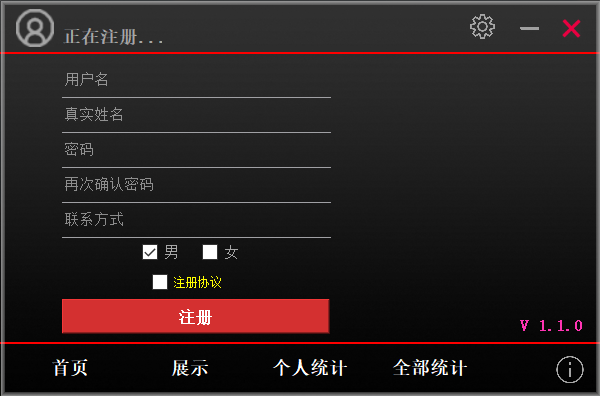 正在注册...
用户名
真实姓名
密码
再次确认密码
联系方式
男 女
注册协议
注册
V 1.1.0
首页 展示 个人统计 全部统计